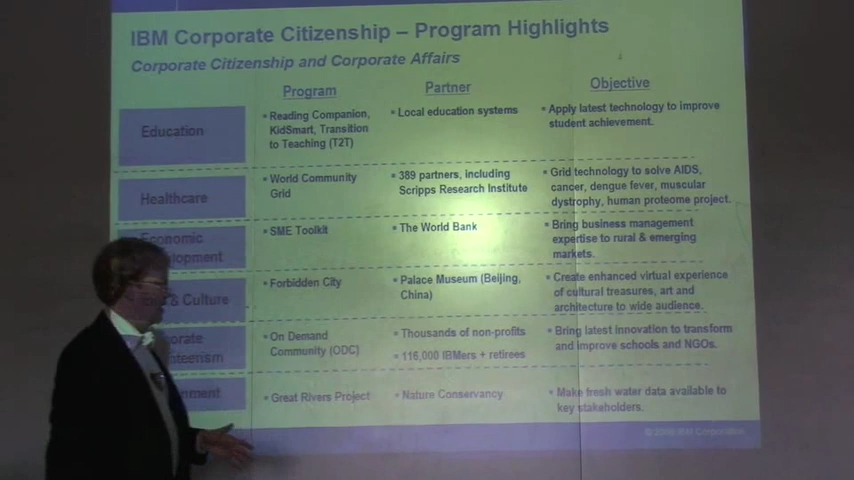 IBM Corporate Citizenship – Program Highlights
Corporate Citizenship and Corporate Affairs
Program Partner Objective
Education
▪ Reading Companion,
KidSmart, Transition
to Teaching (T2T)
▪ Local education systems
▪ Apply latest technology to improve
student achievement.
Healthcare
▪ World Community
Grid
▪ 389 partners, including
Scripps Research Institute
▪ Grid technology to solve AIDS,
cancer, dengue fever, muscular
dystrophy, human proteome project.
Economic
▪ SME Toolkit
▪ The World Bank
▪ Bring business management
expertise to rural & emerging
markets.
& Culture
▪ Forbidden City
▪ Palace Museum (Beijing,
China)
▪ Create enhanced virtual experience
of cultural treasures, art and
architecture to wide audience.
▪ On Demand
Community (ODC)
▪ Thousands of non-profits
▪ 116,000 IBMers + retirees
▪ Bring latest innovation to transform
and improve schools and NGOs.
▪ Great Rivers Project
▪ Nature Conservancy
▪ Make fresh water data available to
key stakeholders.
IBM Corporation